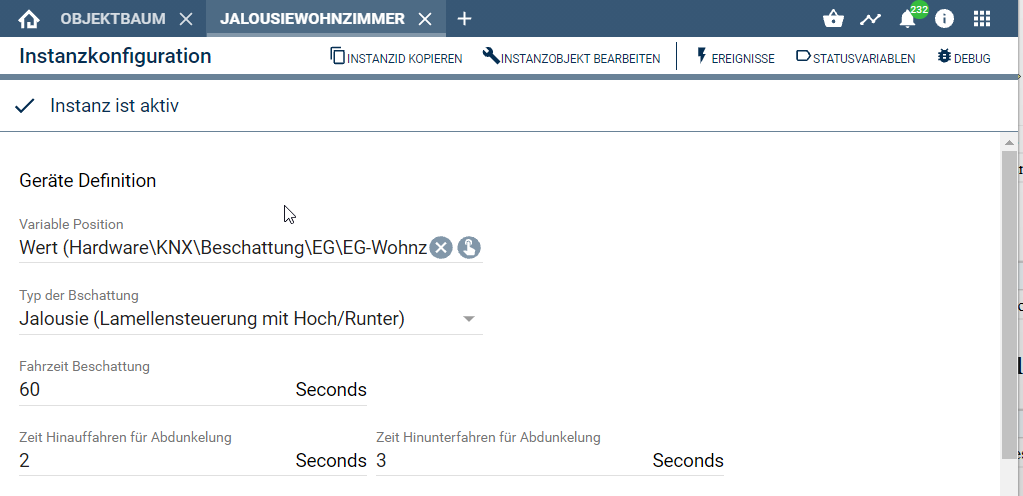 OBJEKTBAUM JALOUSIEWOHNZIMMER 232
Instanzkonfiguration INSTANZID KOPIEREN INSTANZOBJEKT BEARBEITEN EREIGNISSE STATUSVARIABLEN DEBUG
Instanz ist aktiv
Geräte Definition
Variable Position
Wert (Hardware\KNX\Beschattung\EG\EG-Wohnz
Typ der Bschattung
Jalousie (Lamellensteuerung mit Hoch/Runter)
Fahrzeit Beschattung
60 Seconds
Zeit Hinauffahren für Abdunkelung Zeit Hinunterfahren für Abdunkelung
2 Seconds 3 Seconds